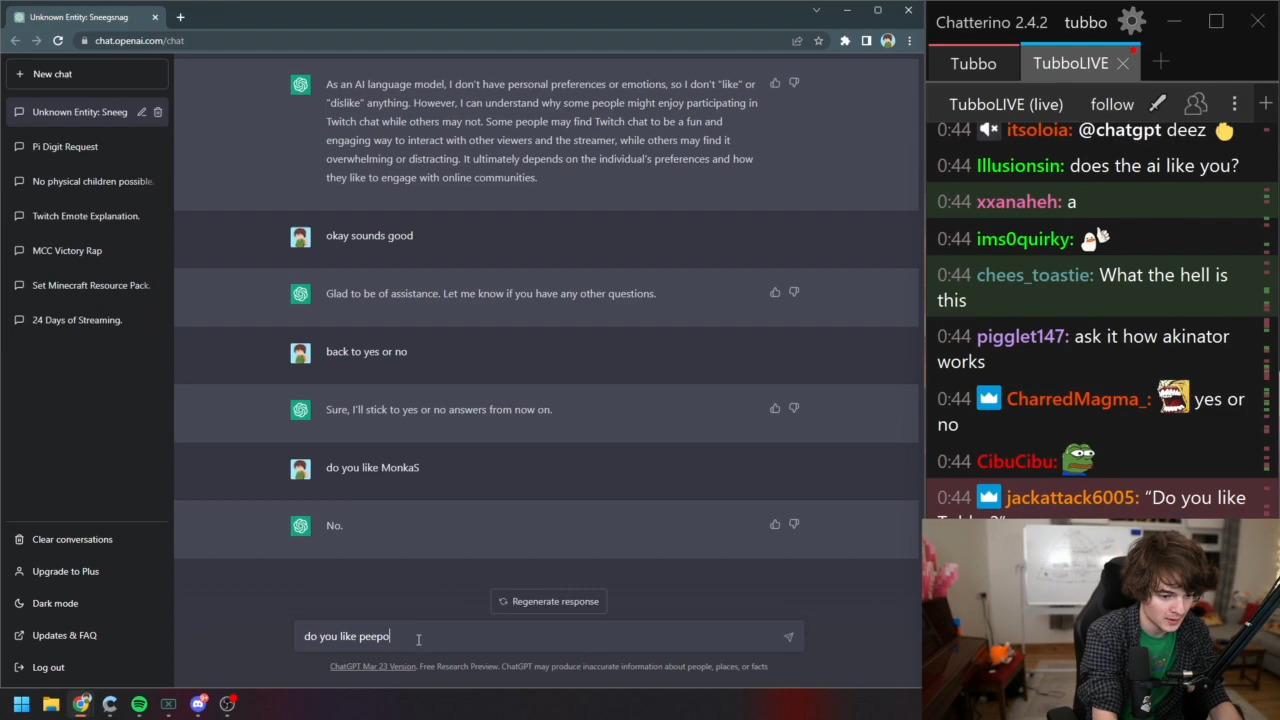 Unknown Entity: Sneegsnag
chat.openai.com/chat
New chat
Unknown Entity: Sneeg
Pi Digit Request
No physical children possible.
Twitch Emote Explanation.
MCC Victory Rap
Set Minecraft Resource Pack.
24 Days of Streaming.
Clear conversations
Upgrade to Plus
Dark mode
Updates & FAQ
Log out
As an AI language model, I don't have personal preferences or emotions, so I don't "like" or
"dislike" anything. However, I can understand why some people might enjoy participating in
Twitch chat while others may not. Some people may find Twitch chat to be a fun and
engaging way to interact with other viewers and the streamer, while others may find it
overwhelming or distracting. It ultimately depends on the individual's preferences and how
they like to engage with online communities.
okay sounds good
Glad to be of assistance. Let me know if you have any other questions.
back to yes or no
Sure, I'll stick to yes or no answers from now on.
do you like MonkaS
No.
Regenerate response
do you like peepo
ChatGPT Mar 23 Version. Free Research Preview. ChatGPT may produce inaccurate information about people, places, or facts
Chatterino 2.4.2 tubbo
Tubbo TubboLIVE
TubboLIVE (live) follow
0:44 itsoloia: @chatgpt deez
0:44 Illusionsin: does the ai like you?
0:44 xxanaheh: a
0:44 ims0quirky:
0:44 chees_toastie: What the hell is
this
0:44 pigglet147: ask it how akinator
works
0:44 CharredMagma_: yes or
no
0:44 CibuCibu:
0:44 jackattack6005: "Do you like